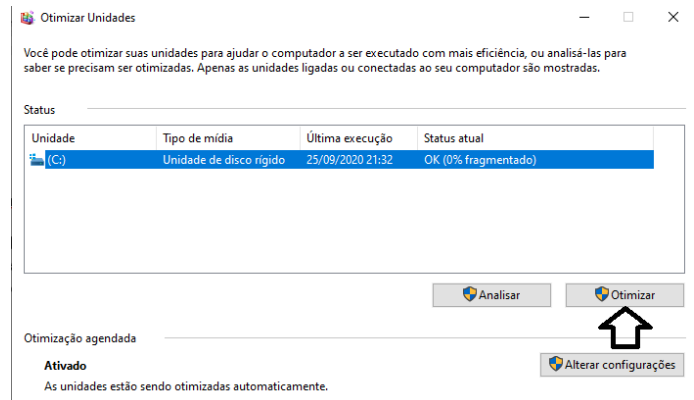 Otimizar Unidades
Você pode otimizar suas unidades para ajudar o computador a ser executado com mais eficiência, ou analisá-las para
saber se precisam ser otimizadas. Apenas as unidades ligadas ou conectadas ao seu computador são mostradas.
Status
Unidade Tipo de mídia Última execução Status atual
(C:) Unidade de disco rígido 25/09/2020 21:32 OK (0% fragmentado)
Analisar Otimizar
Otimização agendada
Ativado Alterar configurações
As unidades estão sendo otimizadas automaticamente.